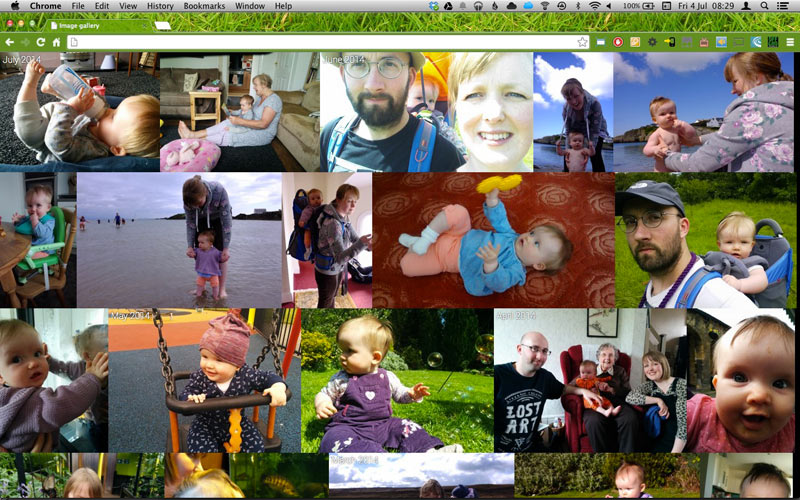 Chrome File Edit View History Bookmarks Window Help
100% Fri 4 Jul 08:29
Image gallery
July 2014
June 2014
May 2014
April 2014
LOST
ART
March 2014